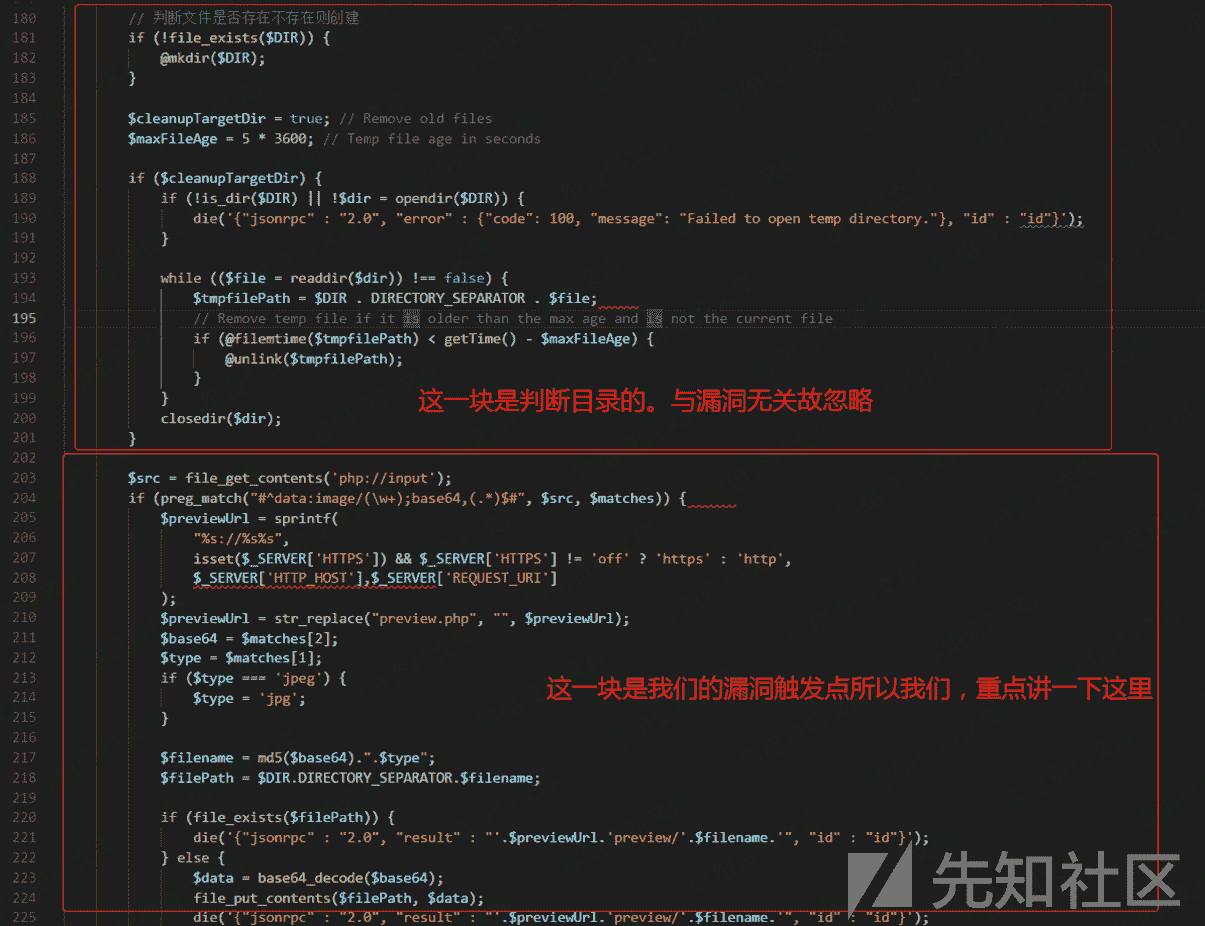 180 // 判断文件是否存在不存在则创建
181 if (!file_exists($DIR)) {
182 @mkdir($DIR);
183 }
184
185 $cleanupTargetDir = true; // Remove old files
186 $maxFileAge = 5 * 3600; // Temp file age in seconds
187
188 if ($cleanupTargetDir) {
189 if (!is_dir($DIR) || !$dir = opendir($DIR)) {
190 die('{"jsonrpc" : "2.0", "error" : {"code": 100, "message": "Failed to open temp directory."}, "id" : "id"}');
191 }
192
193 while (($file = readdir($dir)) !== false) {
194 $tmpfilePath = $DIR . DIRECTORY_SEPARATOR . $file;
195 // Remove temp file if it is older than the max age and is not the current file
196 if (@filemtime($tmpfilePath) < getTime() - $maxFileAge) {
197 @unlink($tmpfilePath);
198 }
199 }
这一块是判断目录的。与漏洞无关故忽略
200 closedir($dir);
201 }
202
203 $src = file_get_contents('php://input');
204 if (preg_match("#^data:image/(\w+);base64,(.*)$#", $src, $matches)) {
205 $previewUrl = sprintf(
206 "%s://%s%s",
207 isset($_SERVER['HTTPS']) && $_SERVER['HTTPS'] != 'off' ? 'https' : 'http',
208 $_SERVER['HTTP_HOST'],$_SERVER['REQUEST_URI']
209 );
210 $previewUrl = str_replace("preview.php", "", $previewUrl);
211 $base64 = $matches[2];
212 $type = $matches[1];
213 if ($type === 'jpeg') {
214 $type = 'jpg';
这一块是我们的漏洞触发点所以我们，重点讲一下这里
215 }
216
217 $filename = md5($base64).".$type";
218 $filePath = $DIR.DIRECTORY_SEPARATOR.$filename;
219
220 if (file_exists($filePath)) {
221 die('{"jsonrpc" : "2.0", "result" : "'.$previewUrl.'preview/'.$filename.'", "id" : "id"}');
222 } else {
223 $data = base64_decode($base64);
224 file_put_contents($filePath, $data);
225 die('{"jsonrpc" : "2.0", "result" : "'.$previewUrl.'preview/'.$filename.'", "id" : "id"}');
先知社区